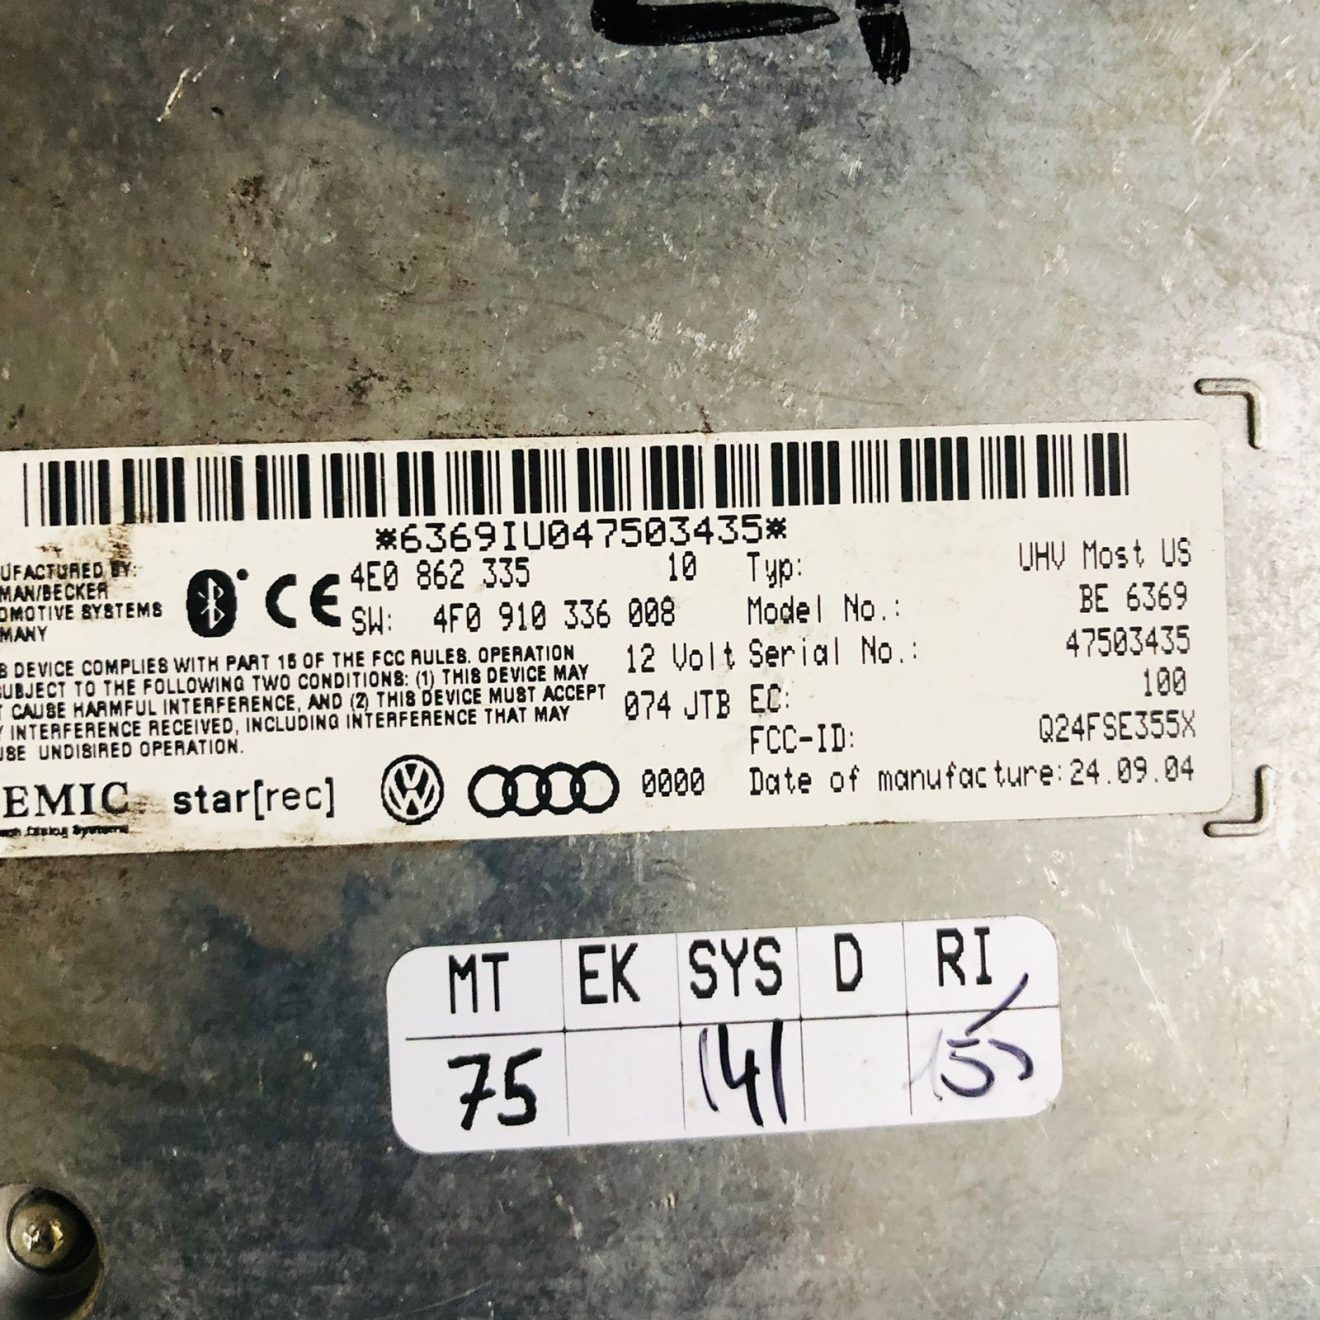 *6369IU047503435*
UFACTURED BY:
MAN/BECKER
OMOTIVE SYSTEMS
MANY
CE
4E0 862 335 10
SW: 4F0 910 336 008
12 Volt
074 JTB
Typ: UHV Most US
Model No.: BE 6369
Serial No.: 47503435
EC: 100
FCC-ID: Q24FSE355X
Date of manufacture: 24.09.04
S DEVICE COMPLIES WITH PART 15 OF THE FCC RULES. OPERATION
SUBJECT TO THE FOLLOWING TWO CONDITIONS: (1) THIS DEVICE MAY
T CAUSE HARMFUL INTERFERENCE, AND (2) THIS DEVICE MUST ACCEPT
Y INTERFERENCE RECEIVED, INCLUDING INTERFERENCE THAT MAY
USE UNDISIRED OPERATION.
EMIC star[rec] 0000
MT EK SYS D RI
75 141